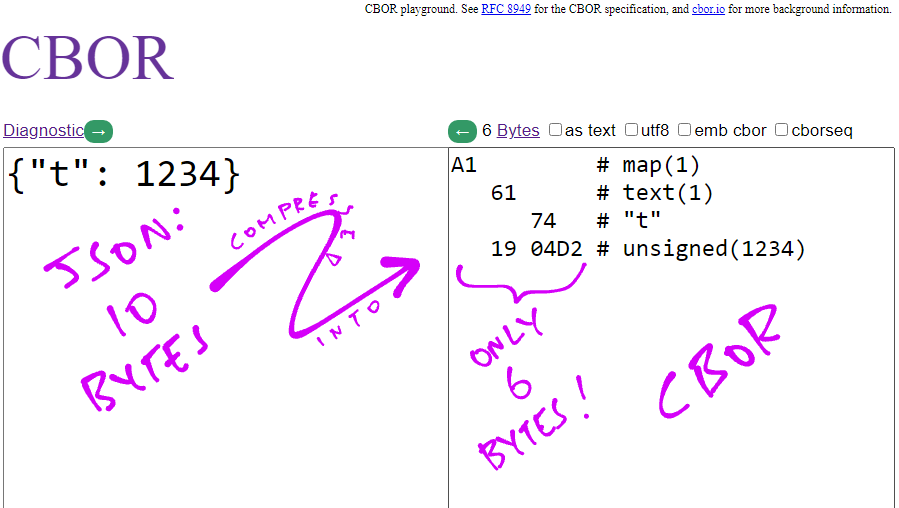 CBOR playground. See RFC 8949 for the CBOR specification, and cbor.io for more background information.
CBOR
Diagnostic →
← 6 Bytes as text utf8 emb cbor cborseq
{"t": 1234}
A1 # map(1)
61 # text(1)
74 # "t"
19 04D2 # unsigned(1234)
JSON:
10
BYTES
COMPRESSED
INTO
ONLY
6
BYTES!
CBOR